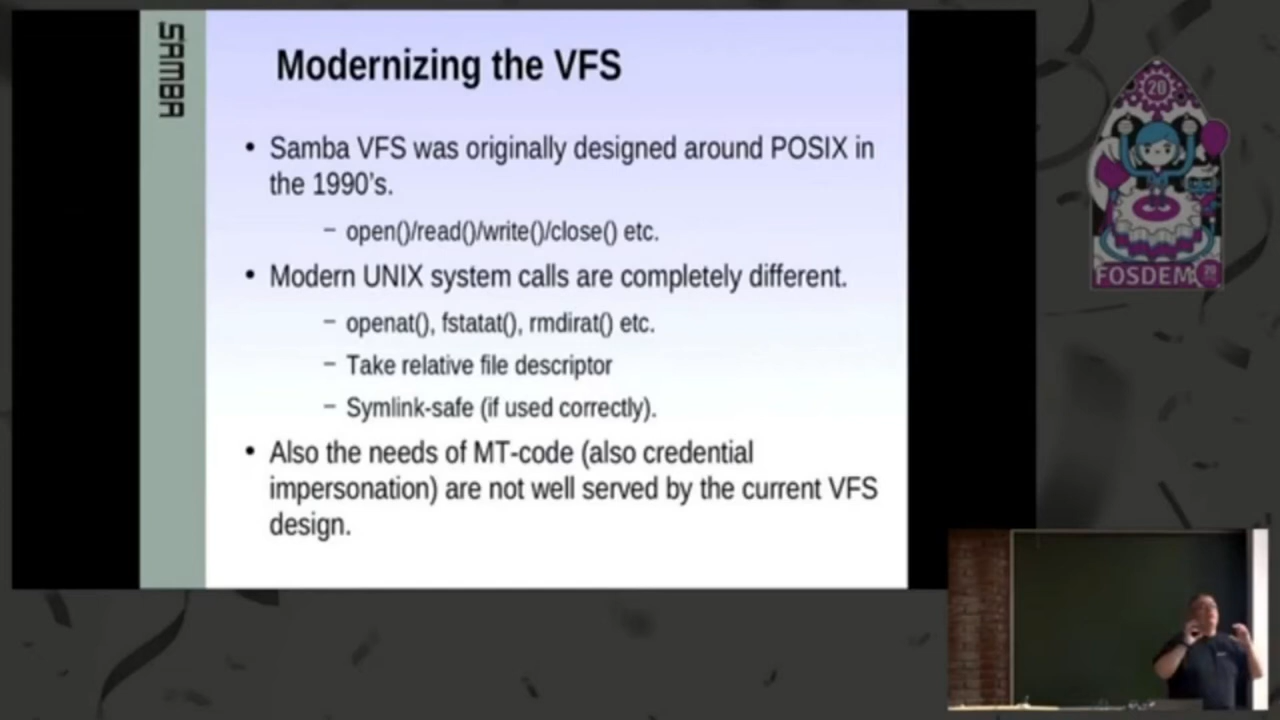 SAMBA
Modernizing the VFS
• Samba VFS was originally designed around POSIX in
the 1990’s.
– open()/read()/write()/close() etc.
• Modern UNIX system calls are completely different.
– openat(), fstatat(), rmdirat() etc.
– Take relative file descriptor
– Symlink-safe (if used correctly).
• Also the needs of MT-code (also credential
impersonation) are not well served by the current VFS
design.
20
FOSDEM 20